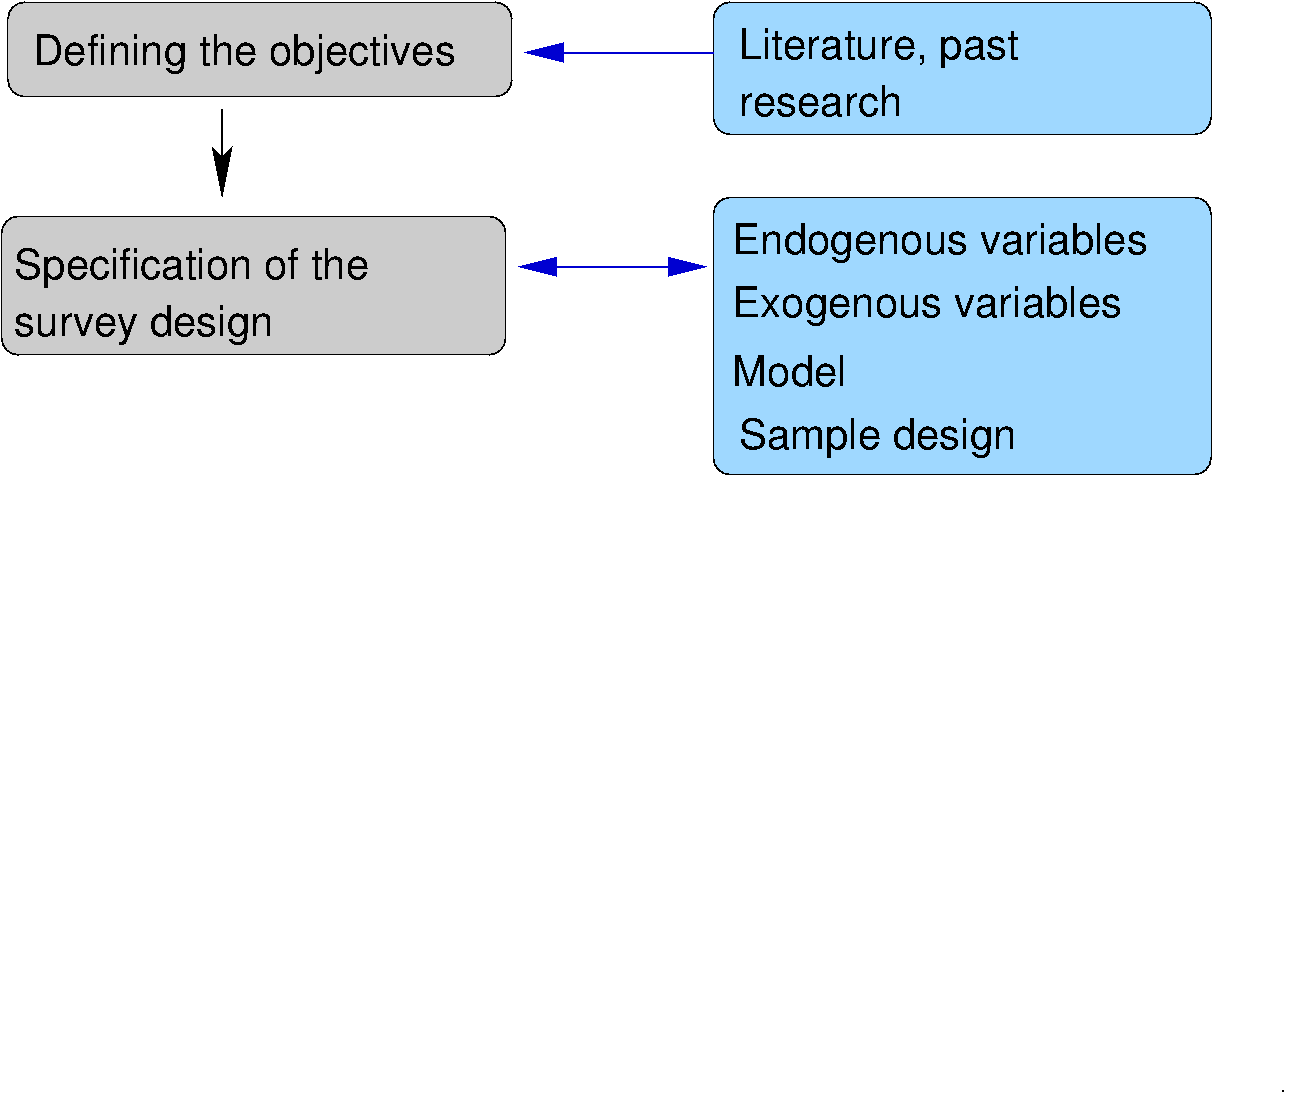 Defining the objectives
Literature, past
research
Specification of the
survey design
Endogenous variables
Exogenous variables
Model
Sample design